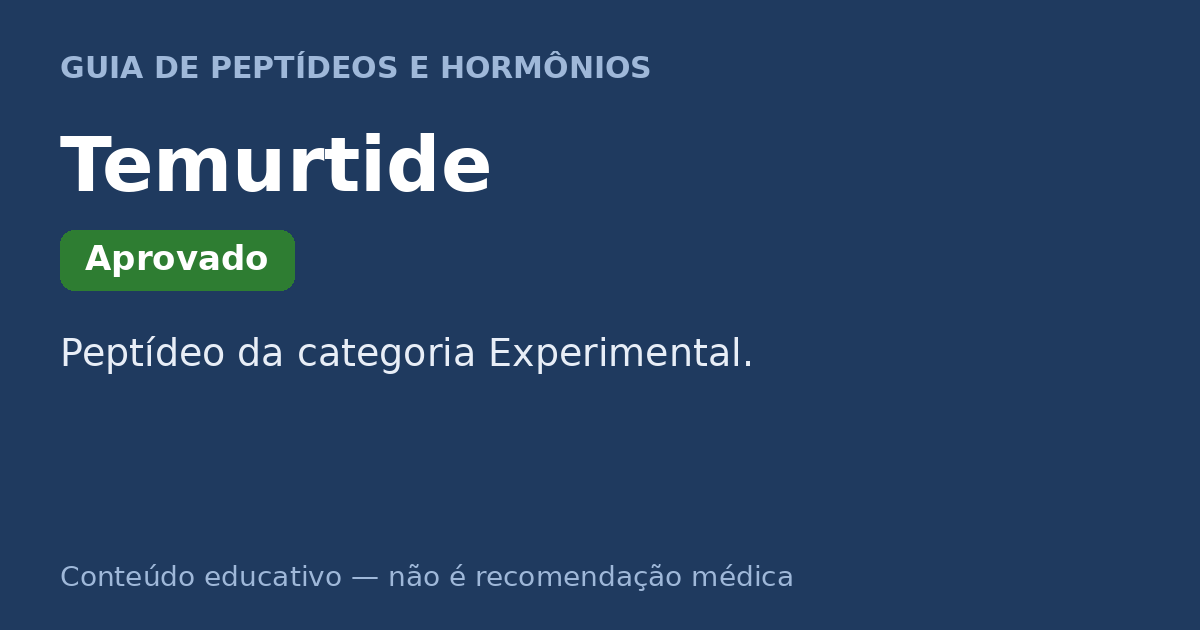 GUIA DE PEPTÍDEOS E HORMÔNIOS
Temurtide
Aprovado
Peptídeo da categoria Experimental.
Conteúdo educativo — não é recomendação médica